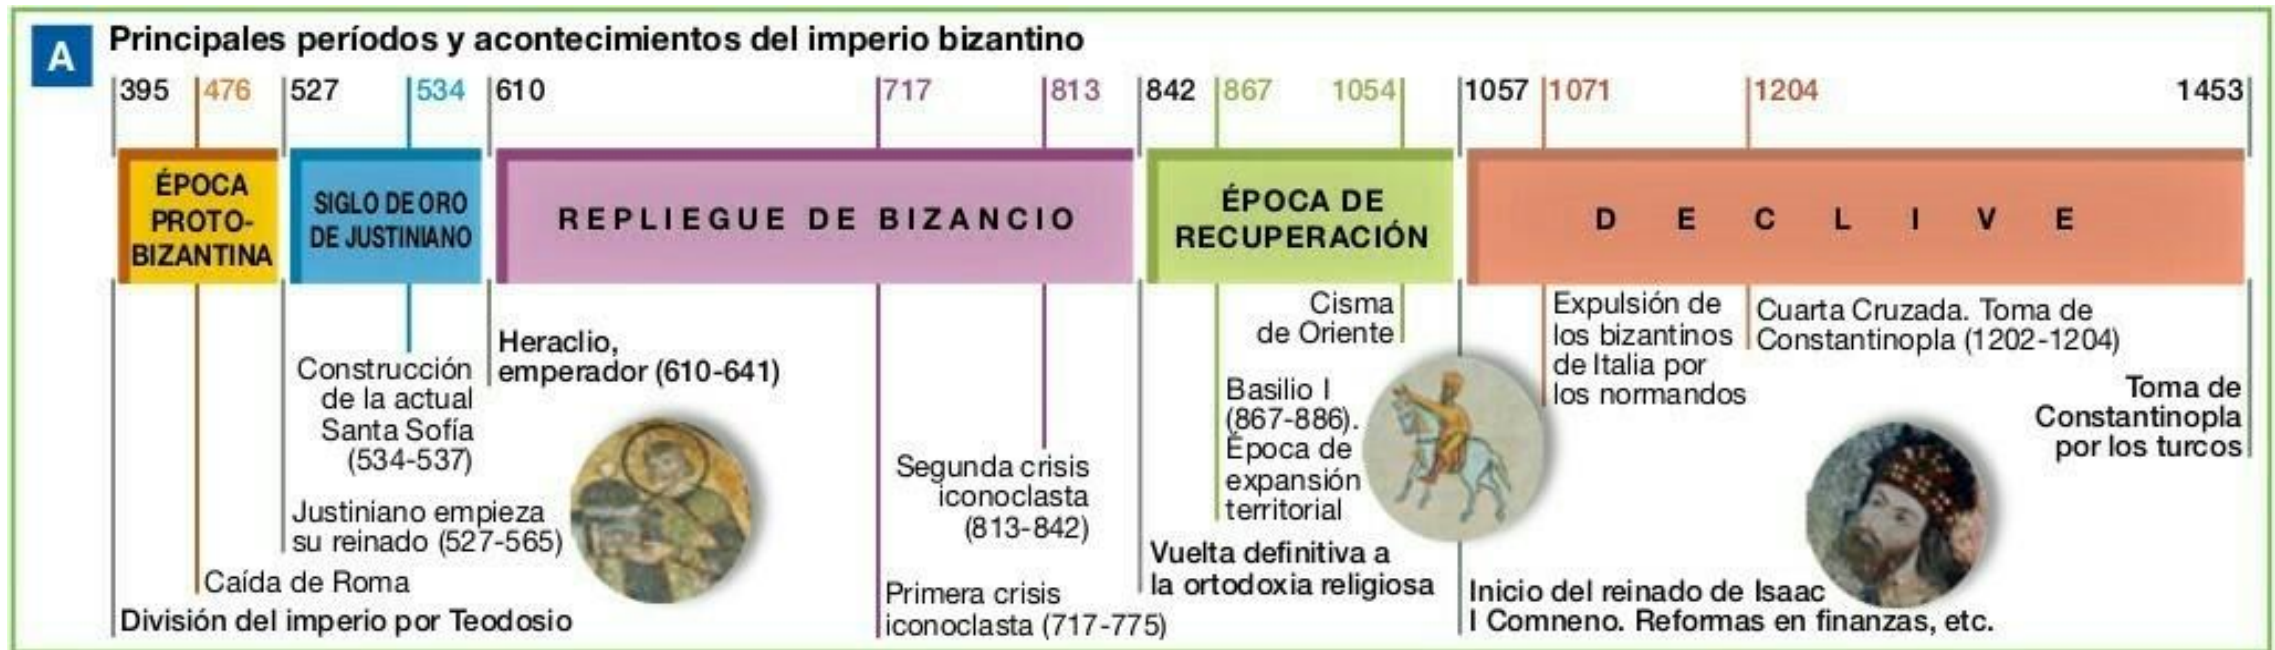 A
Principales períodos y acontecimientos del imperio bizantino
395
476
527
534
610
717
813
842
867
1054
1057
1071
1204
1453
ÉPOCA
PROTO-
BIZANTINA
SIGLO DE ORO
DE JUSTINIANO
REPLIEGUE DE BIZANCIO
ÉPOCA DE
RECUPERACIÓN
DECLIVE
División del imperio por Teodosio
Caída de Roma
Justiniano empieza
su reinado (527-565)
Construcción
de la actual
Santa Sofía
(534-537)
Heraclio,
emperador (610-641)
Primera crisis
iconoclasta (717-775)
Segunda crisis
iconoclasta
(813-842)
Vuelta definitiva a
la ortodoxia religiosa
Basilio I
(867-886).
Época de
expansión
territorial
Cisma
de Oriente
Inicio del reinado de Isaac
I Comneno. Reformas en finanzas, etc.
Expulsión de
los bizantinos
de Italia por
los normandos
Cuarta Cruzada. Toma de
Constantinopla (1202-1204)
Toma de
Constantinopla
por los turcos